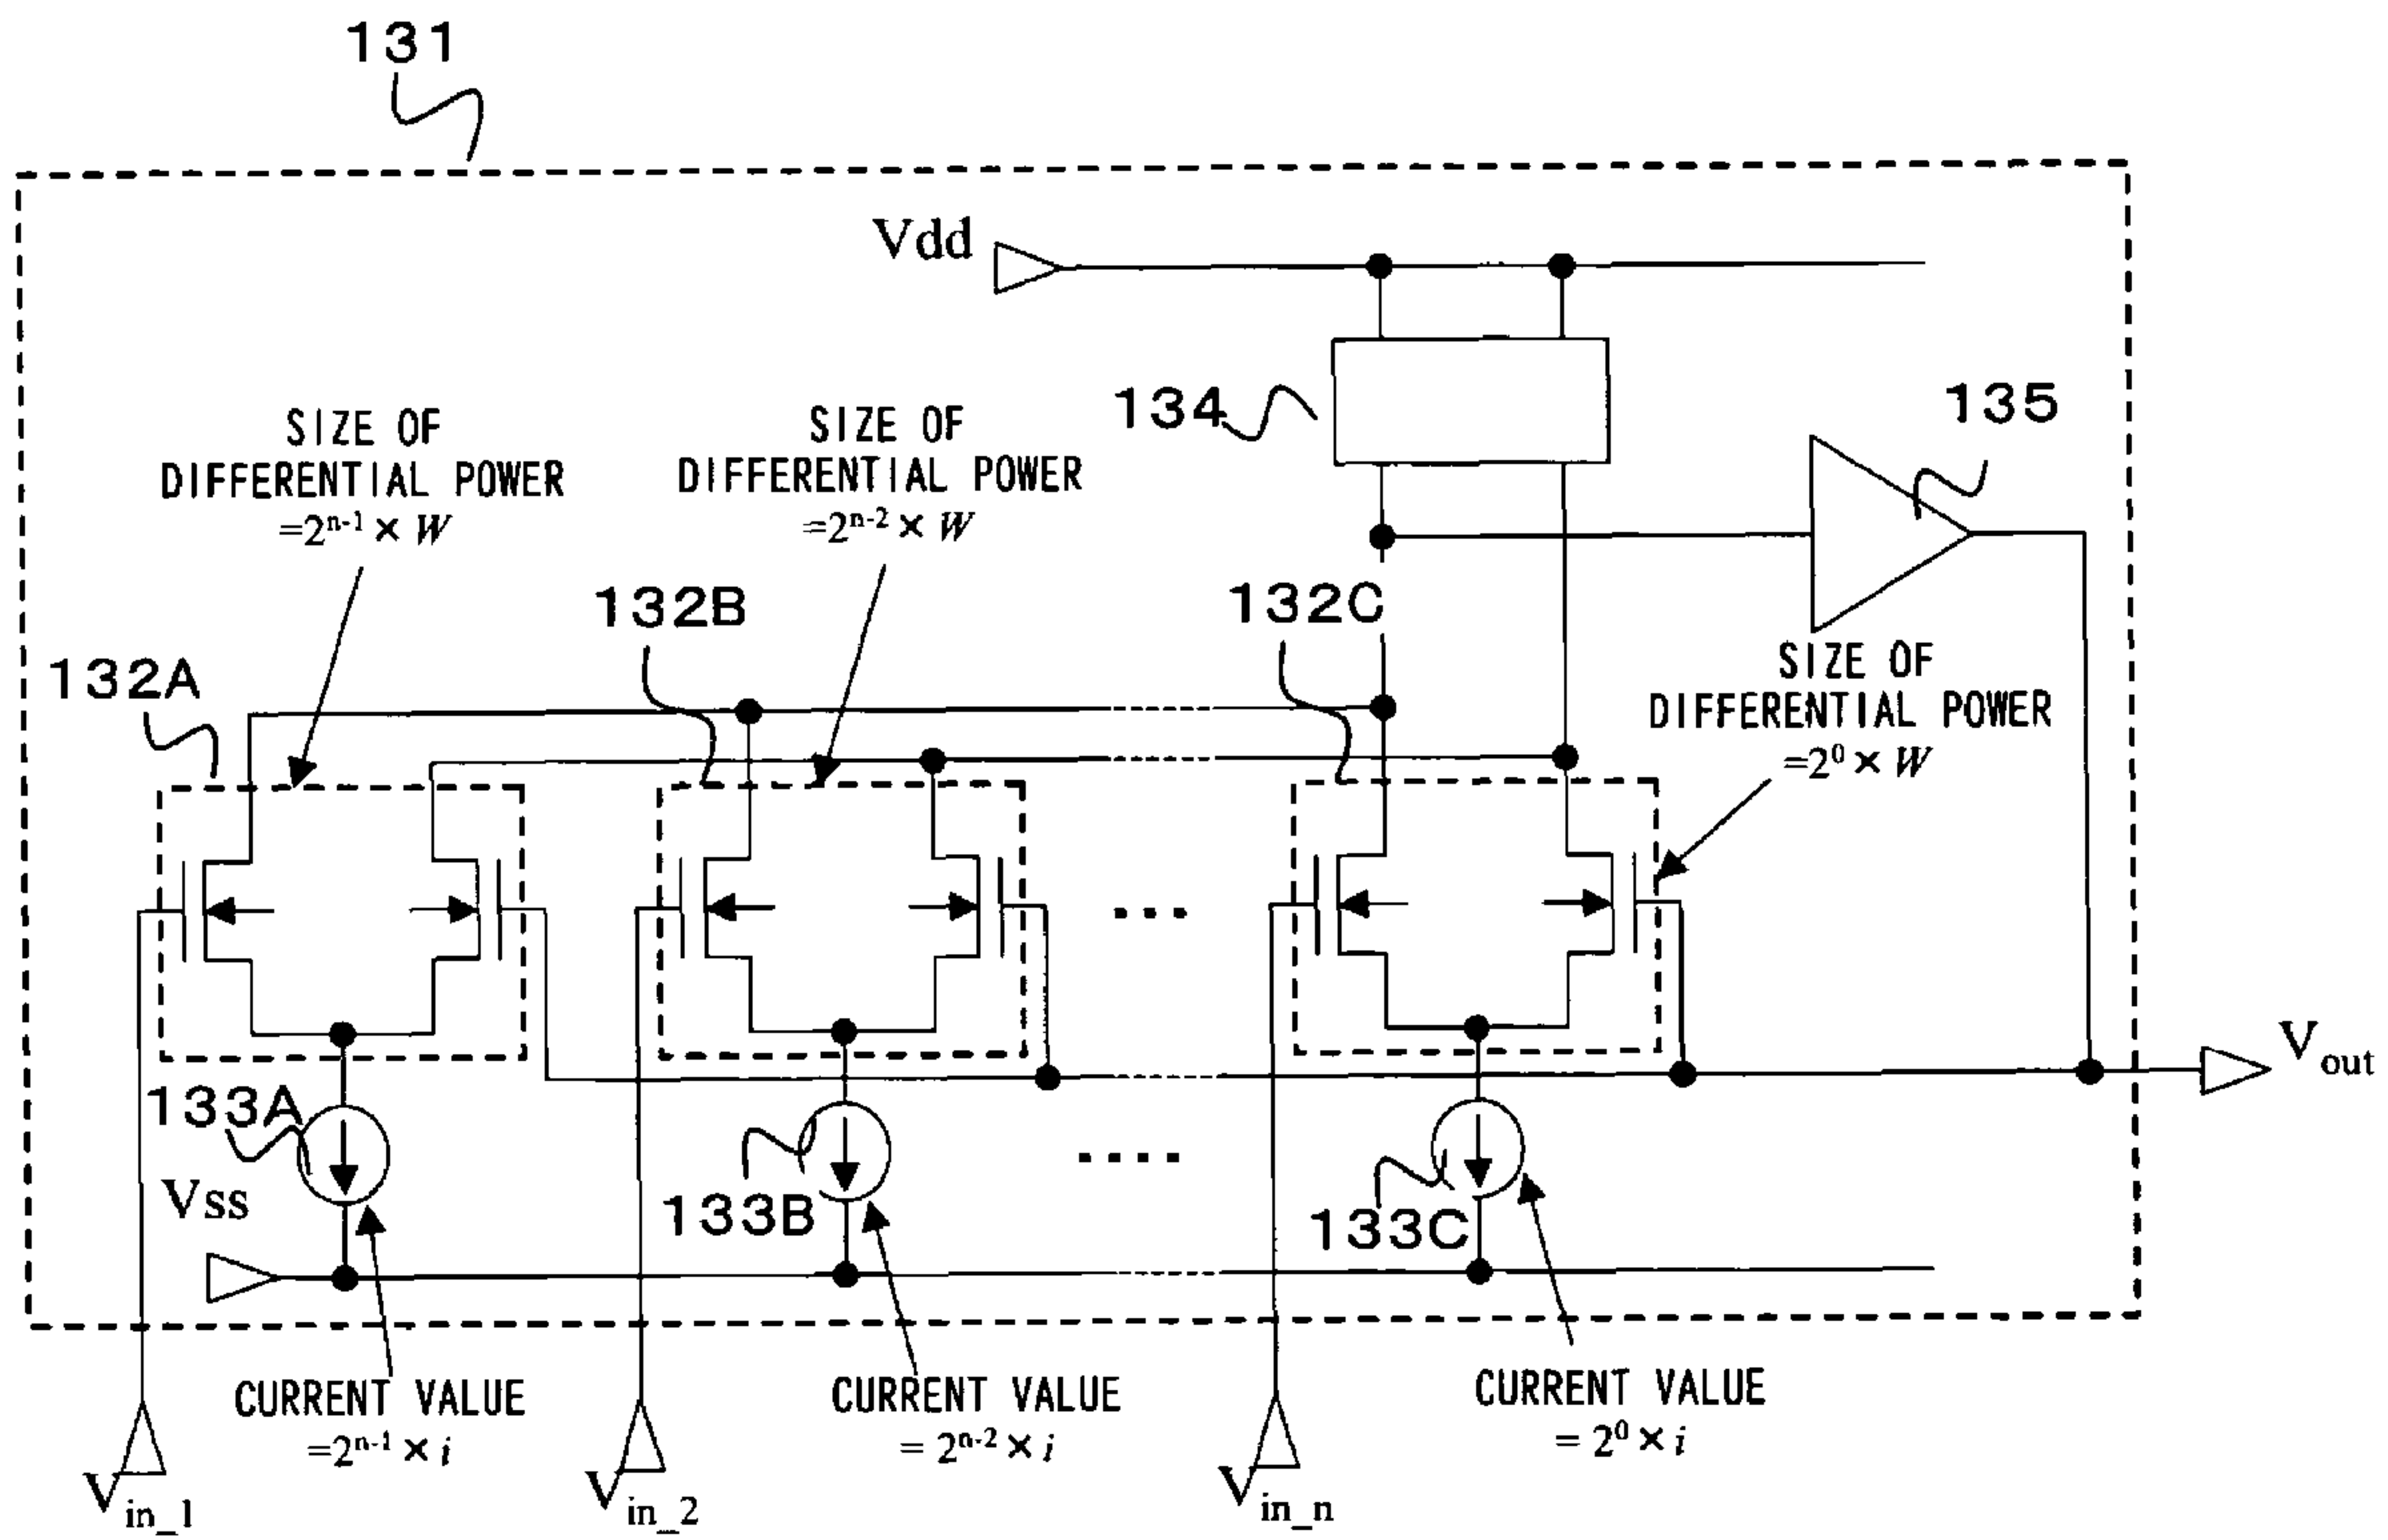 131
Vdd
134
135
SIZE OF
DIFFERENTIAL POWER
=2ⁿ⁻¹ × W
SIZE OF
DIFFERENTIAL POWER
=2ⁿ⁻² × W
132A
132B
132C
SIZE OF
DIFFERENTIAL POWER
=2⁰ × W
...
Vout
133A
133B
133C
....
Vss
CURRENT VALUE
=2ⁿ⁻¹ × i
CURRENT VALUE
= 2ⁿ⁻² × i
CURRENT VALUE
= 2⁰ × i
Vin_1
Vin_2
Vin_n